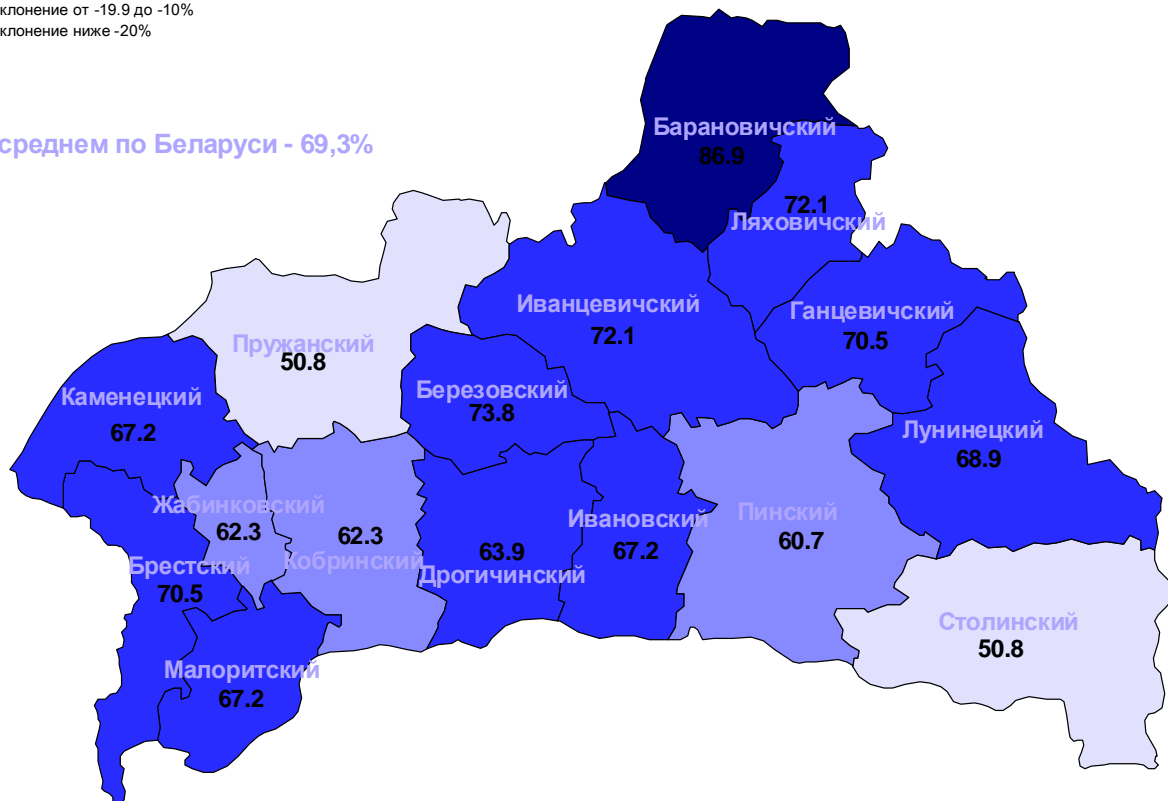 клонение от -19.9 до -10%
клонение ниже -20%
среднем по Беларуси - 69,3%
Барановичский
86.9
72.1
Ляховичский
Иванцевичский
72.1
Ганцевичский
70.5
Пружанский
50.8
Каменецкий
67.2
Березовский
73.8
Лунинецкий
68.9
Жабинковский
62.3
62.3
Кобринский
63.9
Дрогичинский
Ивановский
67.2
Пинский
60.7
Брестский
70.5
Столинский
50.8
Малоритский
67.2